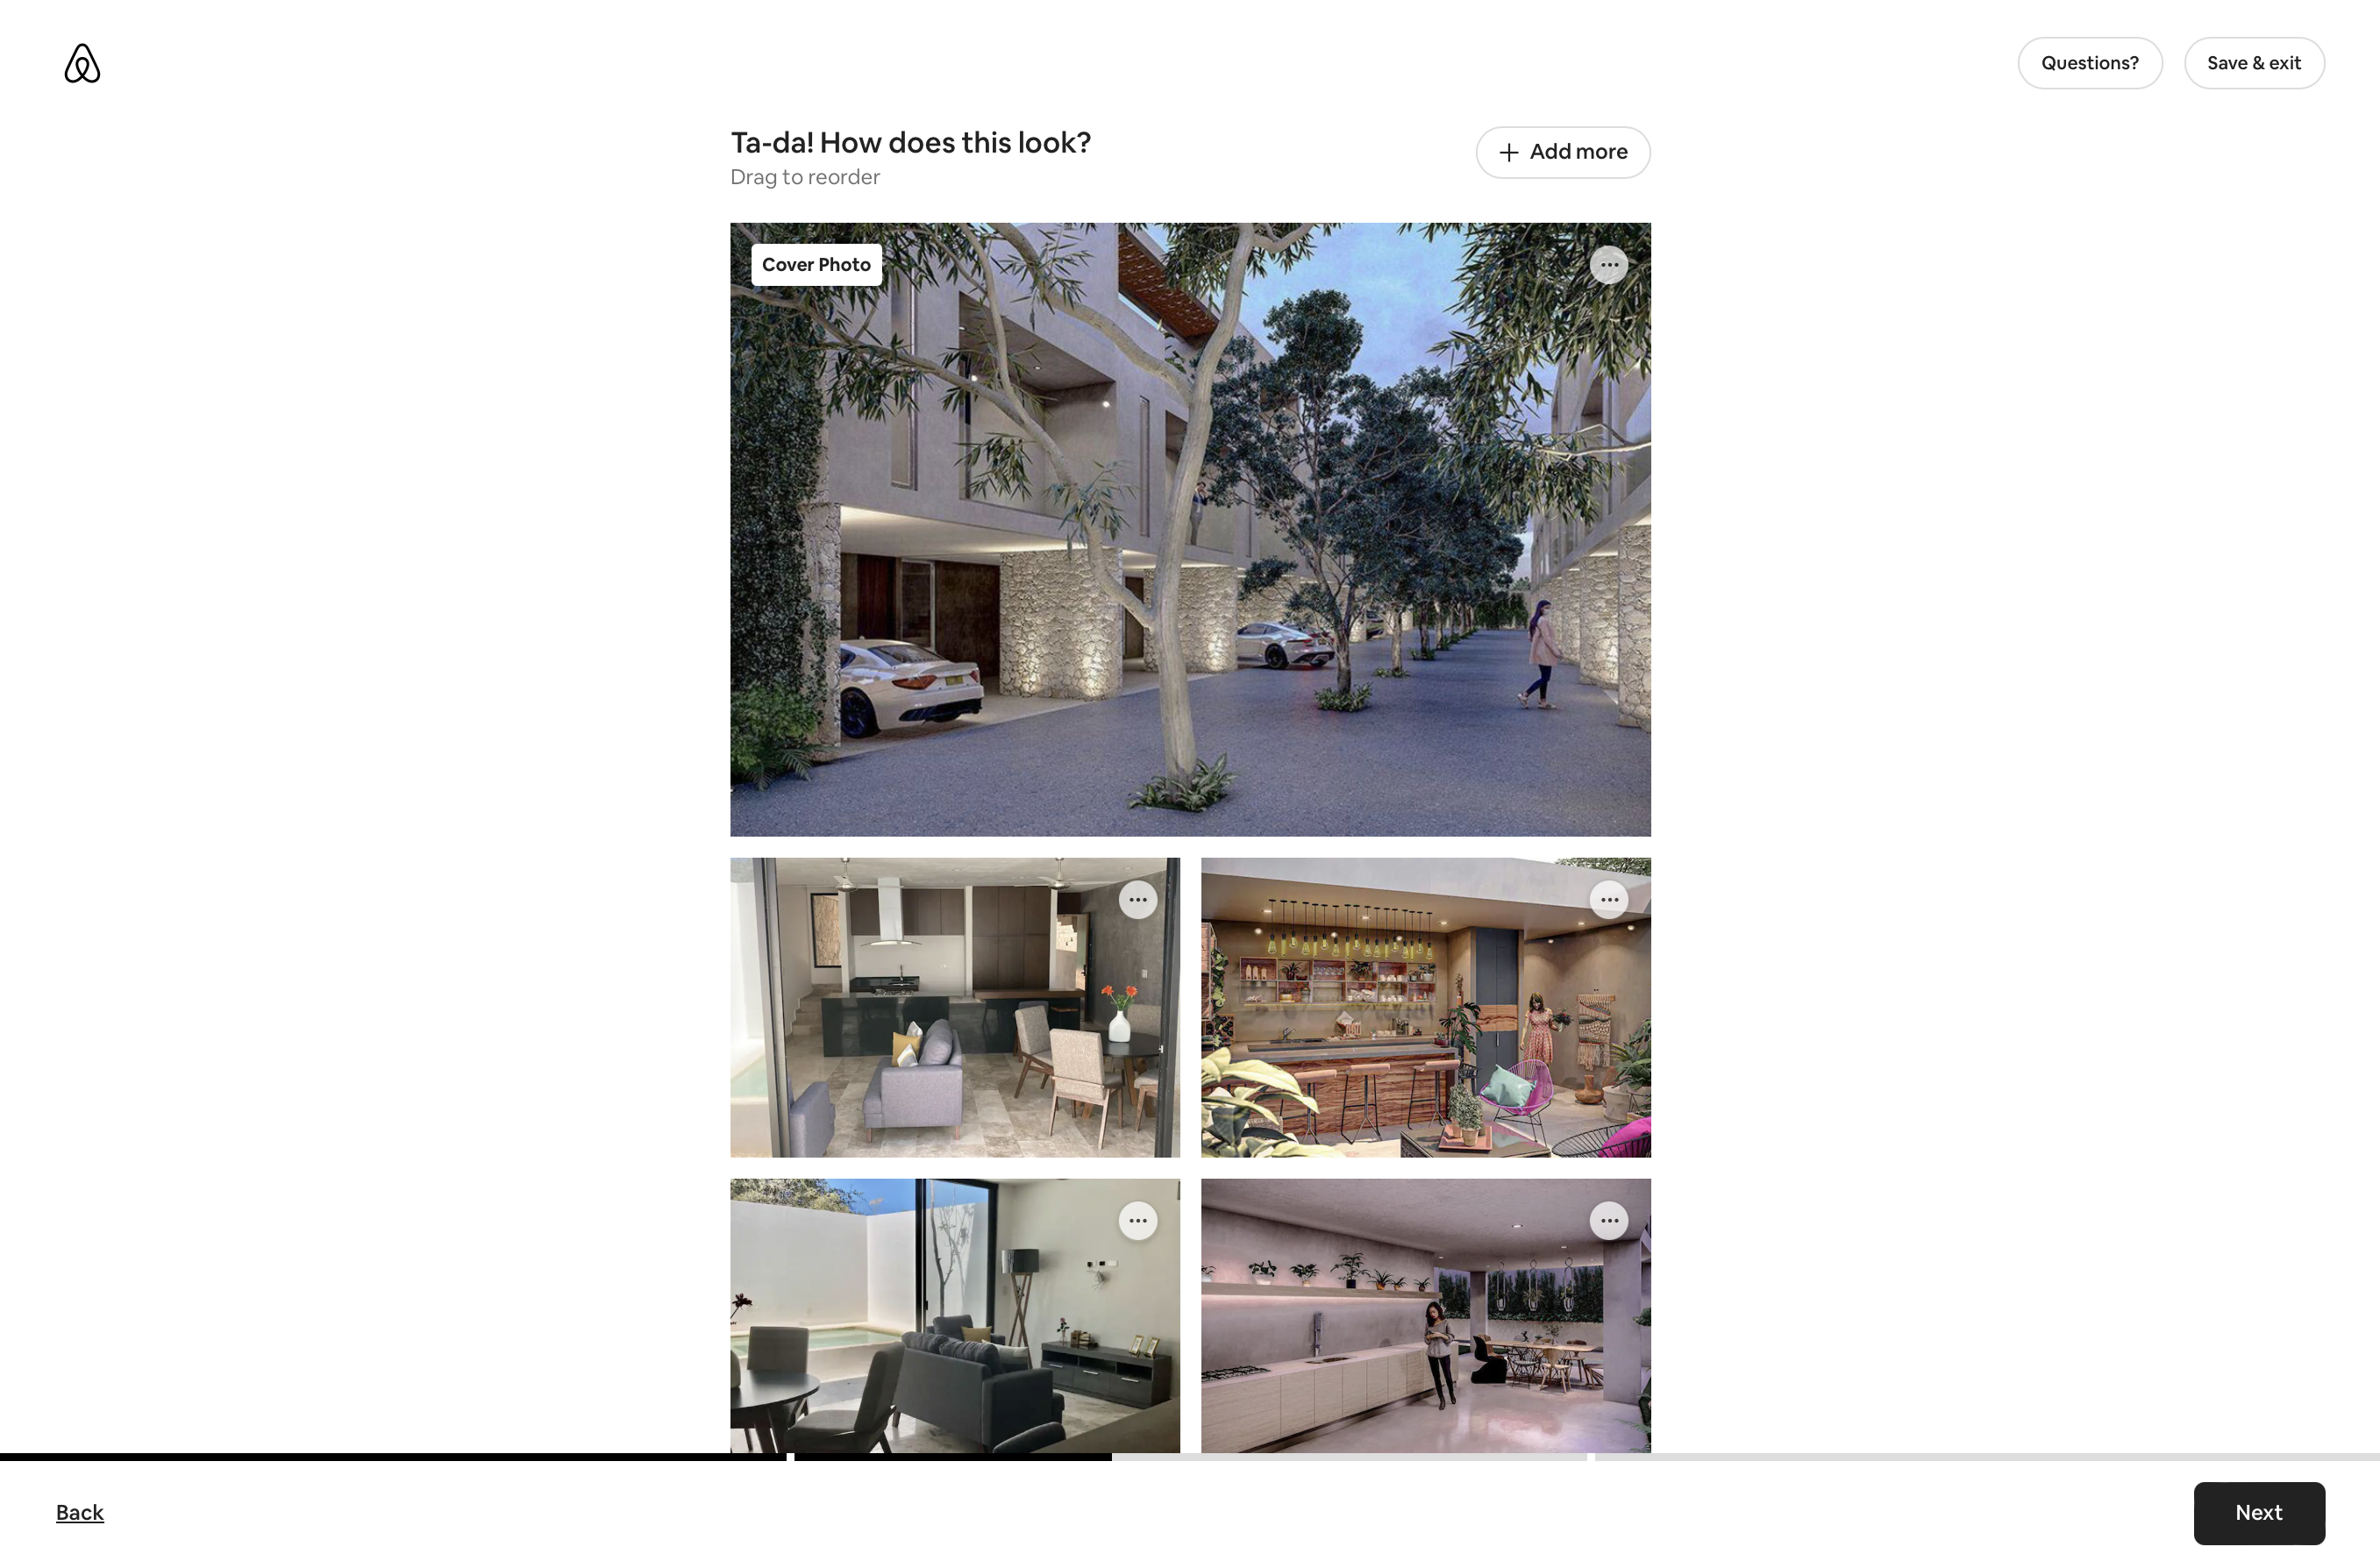 Questions?
Save & exit
Ta-da! How does this look?
Drag to reorder
Add more
Cover Photo
Back
Next